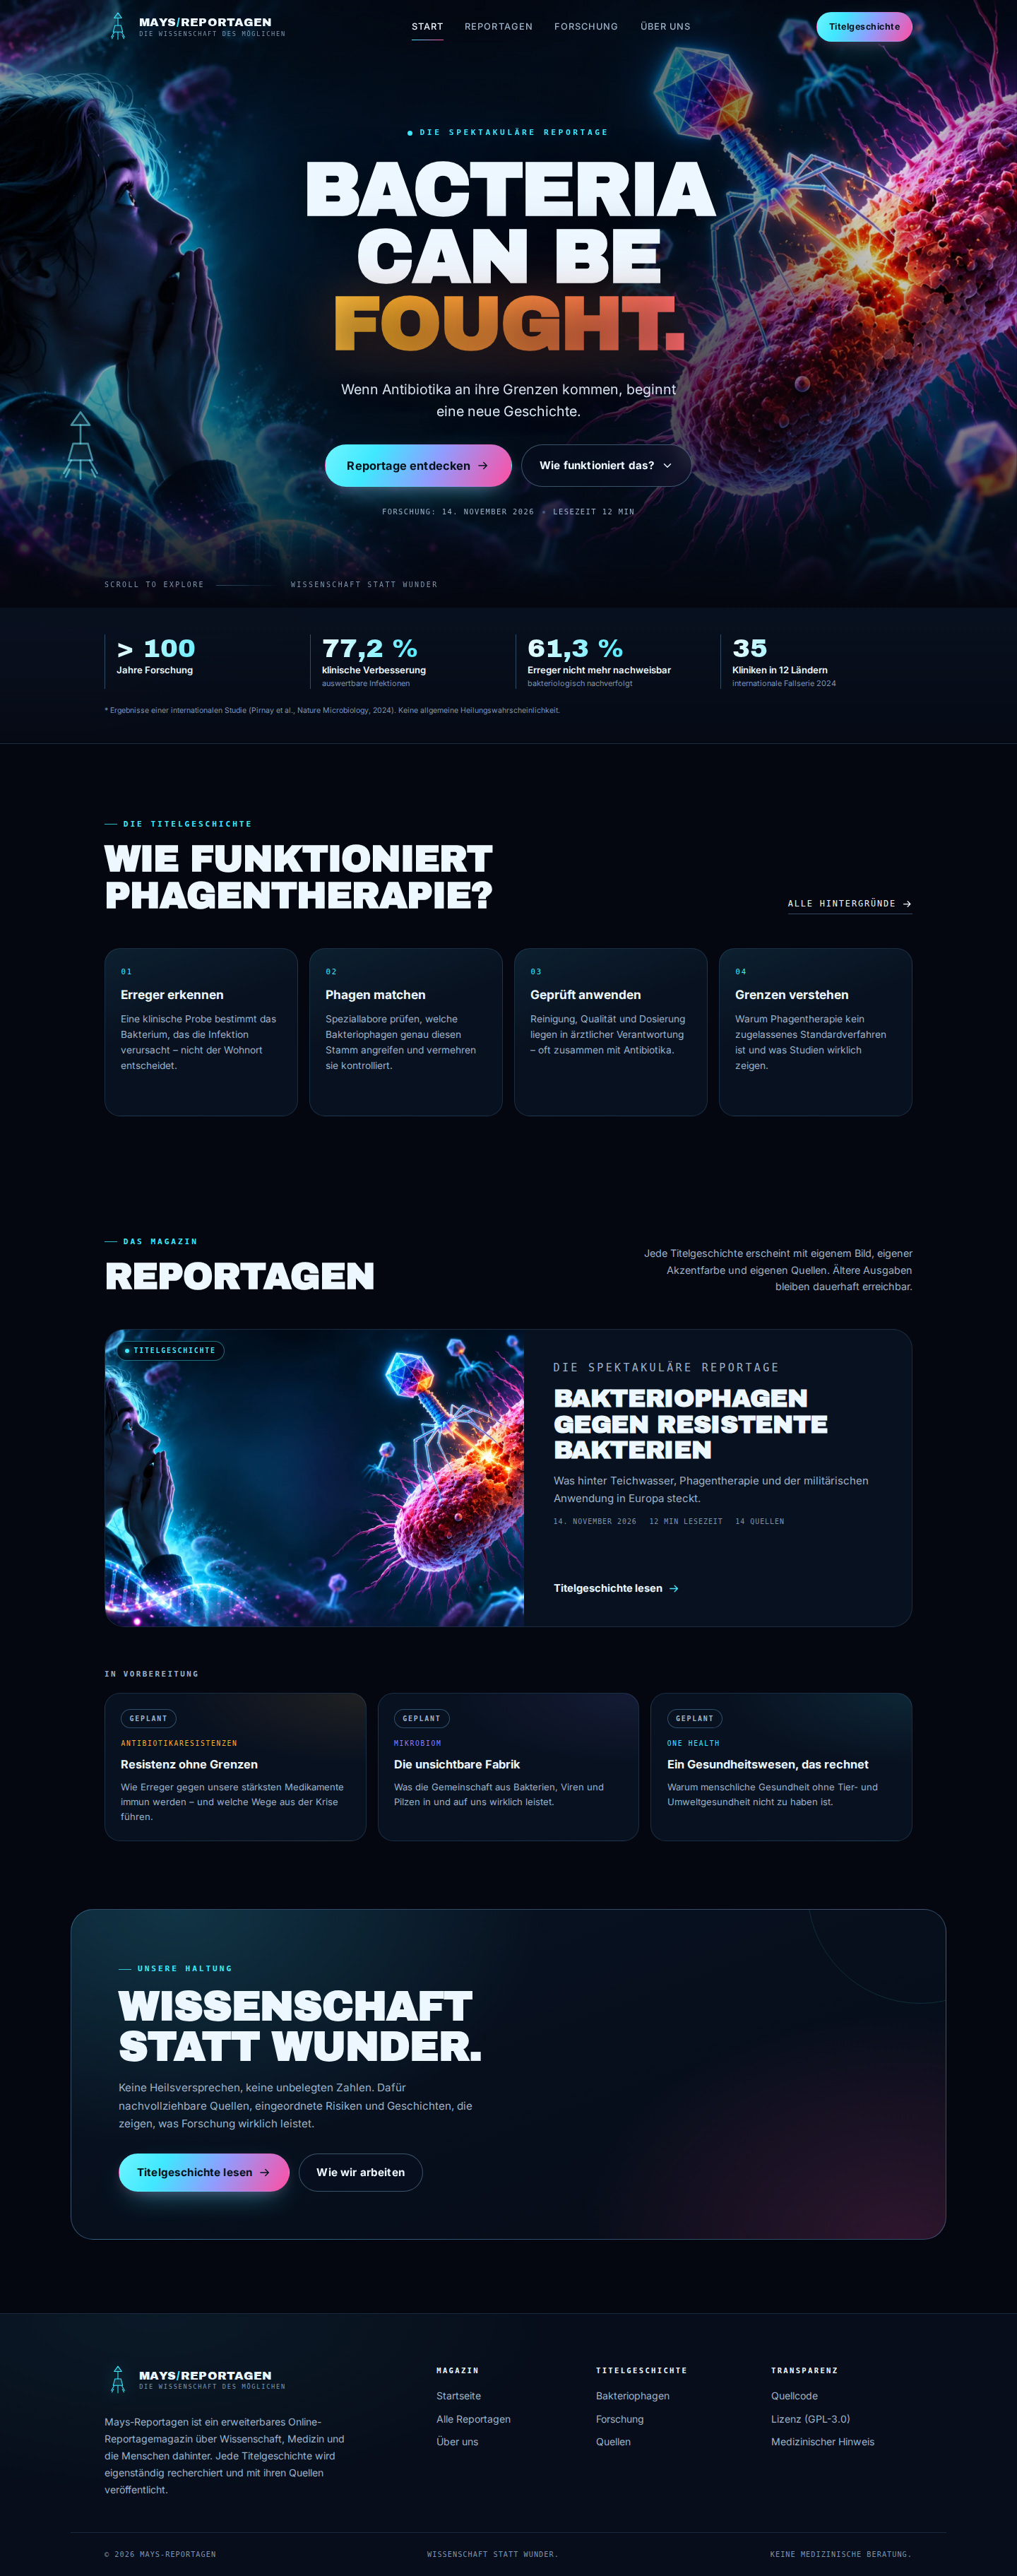 MAYS/REPORTAGEN
DIE WISSENSCHAFT DES MÖGLICHEN
START
REPORTAGEN
FORSCHUNG
ÜBER UNS
Titelgeschichte
DIE SPEKTAKULÄRE REPORTAGE
BACTERIA
CAN BE
FOUGHT.
Wenn Antibiotika an ihre Grenzen kommen, beginnt
eine neue Geschichte.
Reportage entdecken →
Wie funktioniert das?
FORSCHUNG: 14. NOVEMBER 2026 · LESEZEIT 12 MIN
SCROLL TO EXPLORE
WISSENSCHAFT STATT WUNDER
> 100
Jahre Forschung
77,2 %
klinische Verbesserung
auswertbare Infektionen
61,3 %
Erreger nicht mehr nachweisbar
bakteriologisch nachverfolgt
35
Kliniken in 12 Ländern
internationale Fallserie 2024
* Ergebnisse einer internationalen Studie (Pirnay et al., Nature Microbiology, 2024). Keine allgemeine Heilungswahrscheinlichkeit.
DIE TITELGESCHICHTE
WIE FUNKTIONIERT
PHAGENTHERAPIE?
ALLE HINTERGRÜNDE →
01
Erreger erkennen
Eine klinische Probe bestimmt das
Bakterium, das die Infektion
verursacht – nicht der Wohnort
entscheidet.
02
Phagen matchen
Speziallabore prüfen, welche
Bakteriophagen genau diesen
Stamm angreifen und vermehren
sie kontrolliert.
03
Geprüft anwenden
Reinigung, Qualität und Dosierung
liegen in ärztlicher Verantwortung
– oft zusammen mit Antibiotika.
04
Grenzen verstehen
Warum Phagentherapie kein
zugelassenes Standardverfahren
ist und was Studien wirklich
zeigen.
DAS MAGAZIN
REPORTAGEN
Jede Titelgeschichte erscheint mit eigenem Bild, eigener
Akzentfarbe und eigenen Quellen. Ältere Ausgaben
bleiben dauerhaft erreichbar.
TITELGESCHICHTE
DIE SPEKTAKULÄRE REPORTAGE
BAKTERIOPHAGEN
GEGEN RESISTENTE
BAKTERIEN
Was hinter Teichwasser, Phagentherapie und der militärischen
Anwendung in Europa steckt.
14. NOVEMBER 2026 12 MIN LESEZEIT 14 QUELLEN
Titelgeschichte lesen →
IN VORBEREITUNG
GEPLANT
ANTIBIOTIKARESISTENZEN
Resistenz ohne Grenzen
Wie Erreger gegen unsere stärksten Medikamente
immun werden – und welche Wege aus der Krise
führen.
GEPLANT
MIKROBIOM
Die unsichtbare Fabrik
Was die Gemeinschaft aus Bakterien, Viren und
Pilzen in und auf uns wirklich leistet.
GEPLANT
ONE HEALTH
Ein Gesundheitswesen, das rechnet
Warum menschliche Gesundheit ohne Tier- und
Umweltgesundheit nicht zu haben ist.
UNSERE HALTUNG
WISSENSCHAFT
STATT WUNDER.
Keine Heilsversprechen, keine unbelegten Zahlen. Dafür
nachvollziehbare Quellen, eingeordnete Risiken und Geschichten, die
zeigen, was Forschung wirklich leistet.
Titelgeschichte lesen →
Wie wir arbeiten
MAYS/REPORTAGEN
DIE WISSENSCHAFT DES MÖGLICHEN
Mays-Reportagen ist ein erweiterbares Online-
Reportagemagazin über Wissenschaft, Medizin und
die Menschen dahinter. Jede Titelgeschichte wird
eigenständig recherchiert und mit ihren Quellen
veröffentlicht.
MAGAZIN
Startseite
Alle Reportagen
Über uns
TITELGESCHICHTE
Bakteriophagen
Forschung
Quellen
TRANSPARENZ
Quellcode
Lizenz (GPL-3.0)
Medizinischer Hinweis
© 2026 MAYS-REPORTAGEN
WISSENSCHAFT STATT WUNDER.
KEINE MEDIZINISCHE BERATUNG.